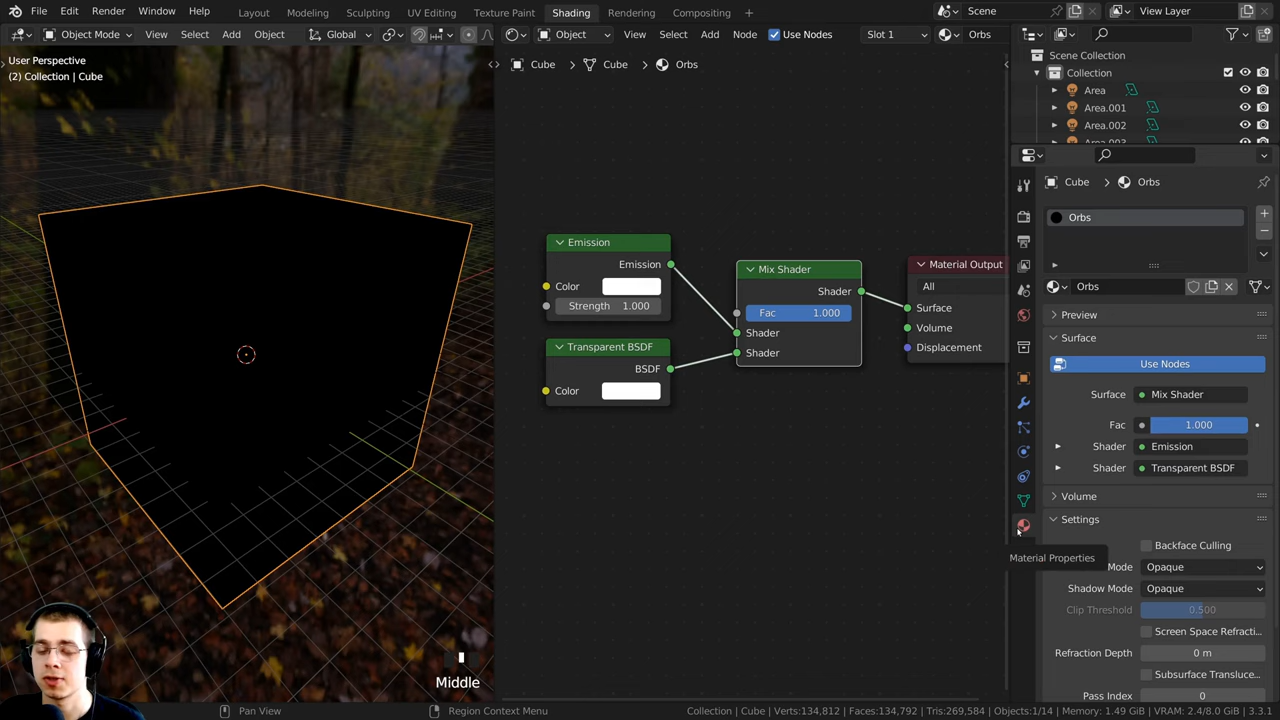 File Edit Render Window Help Layout Modeling Sculpting UV Editing Texture Paint Shading Rendering Compositing + Scene View Layer
Object Mode View Select Add Object Global Object View Select Add Node Use Nodes Slot 1 Orbs
User Perspective
(2) Collection | Cube
Cube > Cube > Orbs
Scene Collection
Collection
Area
Area.001
Area.002
Cube > Orbs
Orbs
Orbs
Preview
Surface
Use Nodes
Surface Mix Shader
Fac 1.000
Shader Emission
Shader Transparent BSDF
Volume
Settings
Backface Culling
Mode Opaque
Shadow Mode Opaque
Clip Threshold 0.500
Screen Space Refracti...
Refraction Depth 0 m
Subsurface Transluce...
Pass Index 0
Material Properties
Emission
Emission
Color
Strength 1.000
Transparent BSDF
BSDF
Color
Mix Shader
Shader
Fac 1.000
Shader
Shader
Material Output
All
Surface
Volume
Displacement
Middle
Pan View Region Context Menu Collection | Cube | Verts:134,812 | Faces:134,792 | Tris:269,584 | Objects:1/14 | Memory: 1.49 GiB | VRAM: 2.4/8.0 GiB | 3.3.1